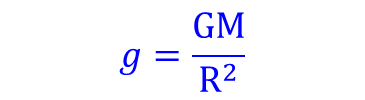 g = GM/R²